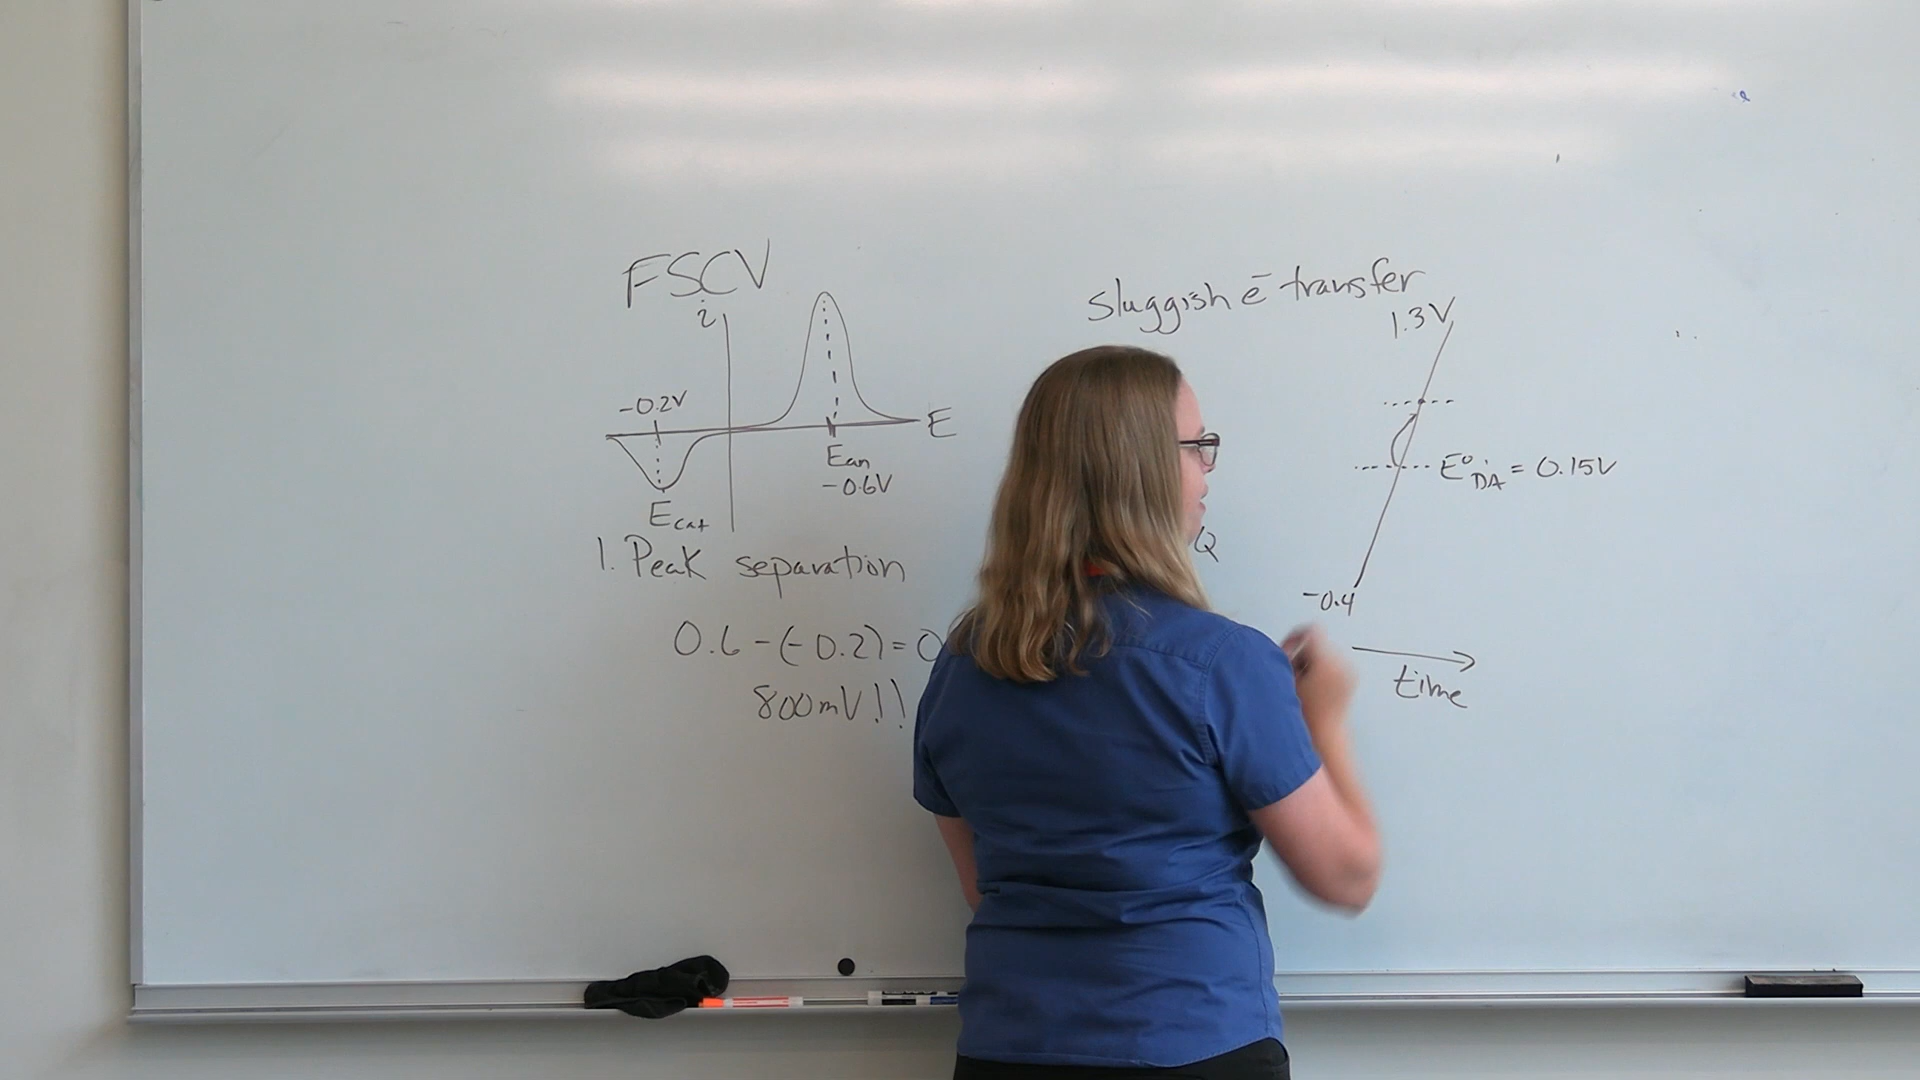 FSCV
i
-0.2V
E
Ean
-0.6V
Ecat
1. Peak separation
0.6-(-0.2)=0
800mV!!
Sluggish e⁻ transfer
1.3V
E°'DA = 0.15V
Q
-0.4
time